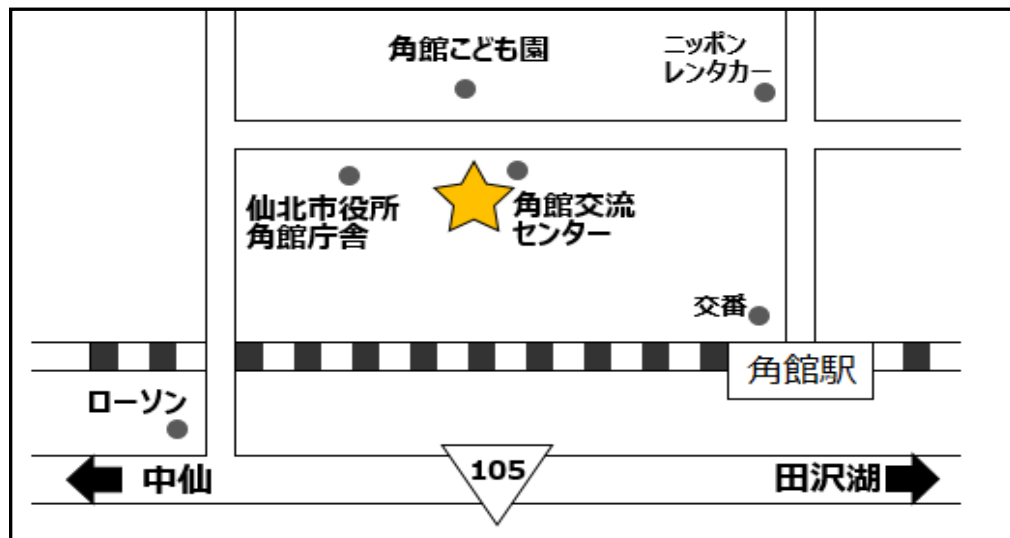 角館こども園
ニッポン
レンタカー
仙北市役所
角館庁舎
角館交流
センター
交番
角館駅
ローソン
中仙
105
田沢湖